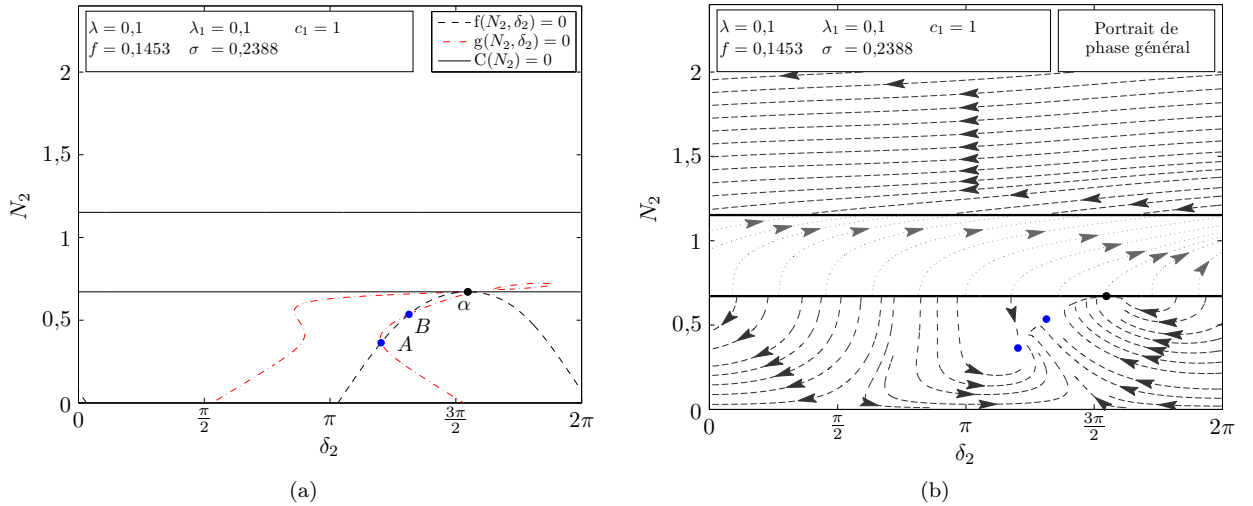 λ = 0,1 λ₁ = 0,1 c₁ = 1
f = 0,1453 σ = 0,2388
f(N₂, δ₂) = 0
g(N₂, δ₂) = 0
C(N₂) = 0
2
1,5
1
0,5
0
N₂
α
B
A
0
π/2
π
3π/2
2π
δ₂
(a)
λ = 0,1 λ₁ = 0,1 c₁ = 1
f = 0,1453 σ = 0,2388
Portrait de
phase général
2
1,5
1
0,5
0
N₂
0
π/2
π
3π/2
2π
δ₂
(b)